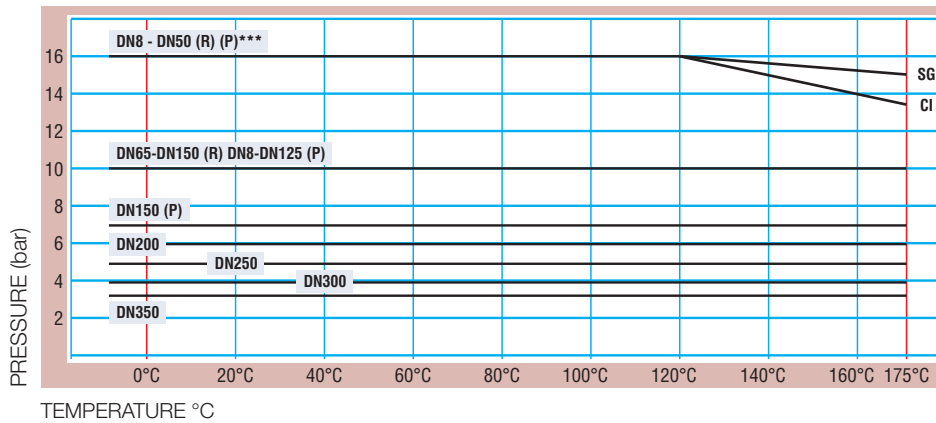 DN8 - DN50 (R) (P)***
16
SG
14
CI
12
DN65-DN150 (R) DN8-DN125 (P)
10
8
DN150 (P)
6
DN200
DN250
4
DN300
2
DN350
PRESSURE (bar)
0°C 20°C 40°C 60°C 80°C 100°C 120°C 140°C 160°C 175°C
TEMPERATURE °C